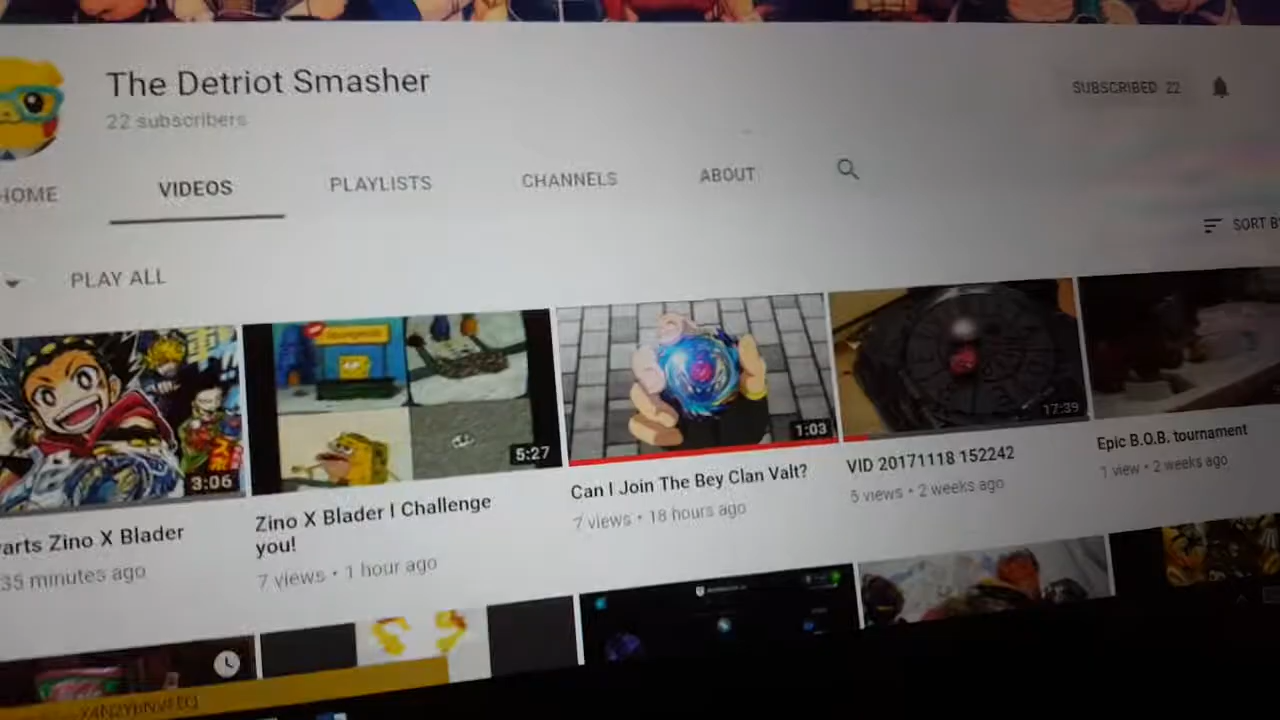 The Detriot Smasher
22 subscribers
SUBSCRIBED 22
HOME VIDEOS PLAYLISTS CHANNELS ABOUT
SORT B
PLAY ALL
3:06
5:27
1:03
17:39
arts Zino X Blader
35 minutes ago
Zino X Blader I Challenge
you!
7 views • 1 hour ago
Can I Join The Bey Clan Valt?
7 views • 18 hours ago
VID 20171118 152242
5 views • 2 weeks ago
Epic B.O.B. tournament
1 view • 2 weeks ago